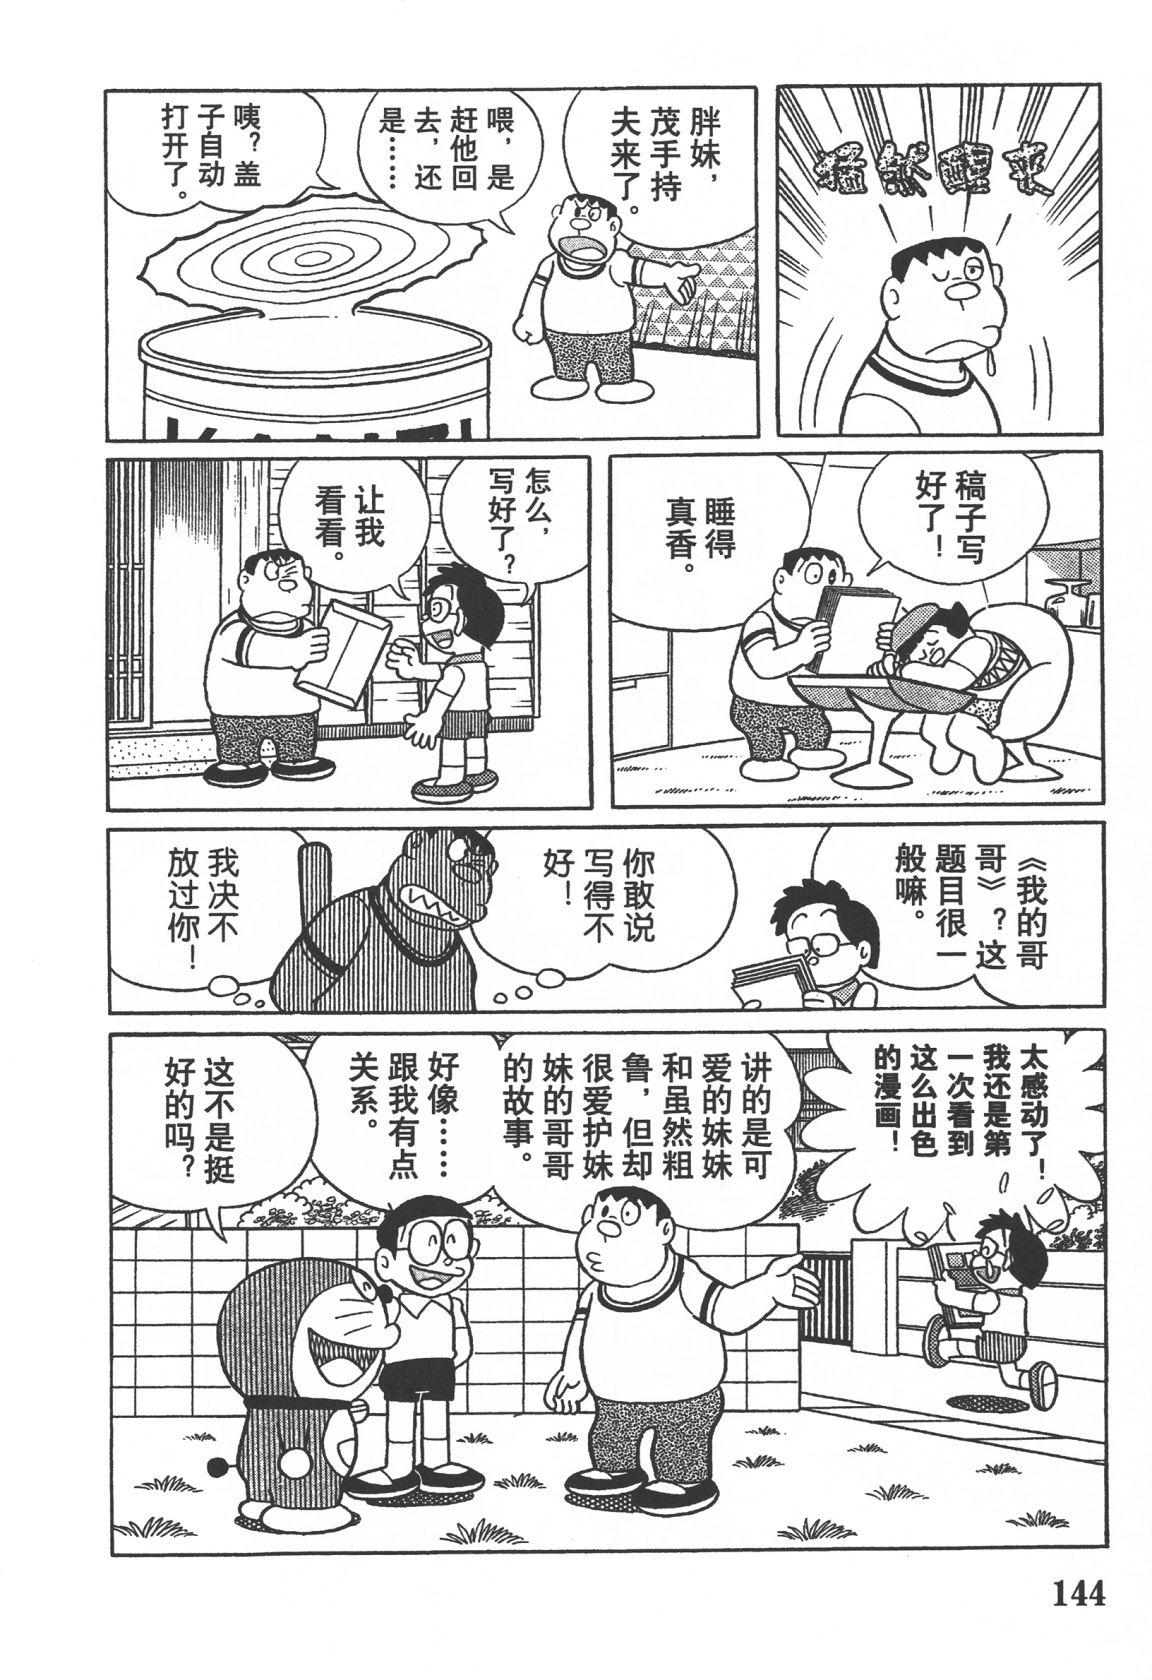 猛然醒来
胖妹，
茂手持
夫来了。
喂，是
赶他回
去，还
是……
咦？盖
子自动
打开了。
稿子写
好了！
睡得
真香。
怎么，
写好了？
让我
看看。
《我的哥
哥》？这
题目很一
般嘛。
你敢说
写得不
好！
我决不
放过你！
太感动了！
我还是第
一次看到
这么出色
的漫画！
讲的是可
爱的妹妹
和虽然粗
鲁，但却
很爱护妹
妹的哥哥
的故事。
好像……
跟我有点
关系。
这不是挺
好的吗？
144